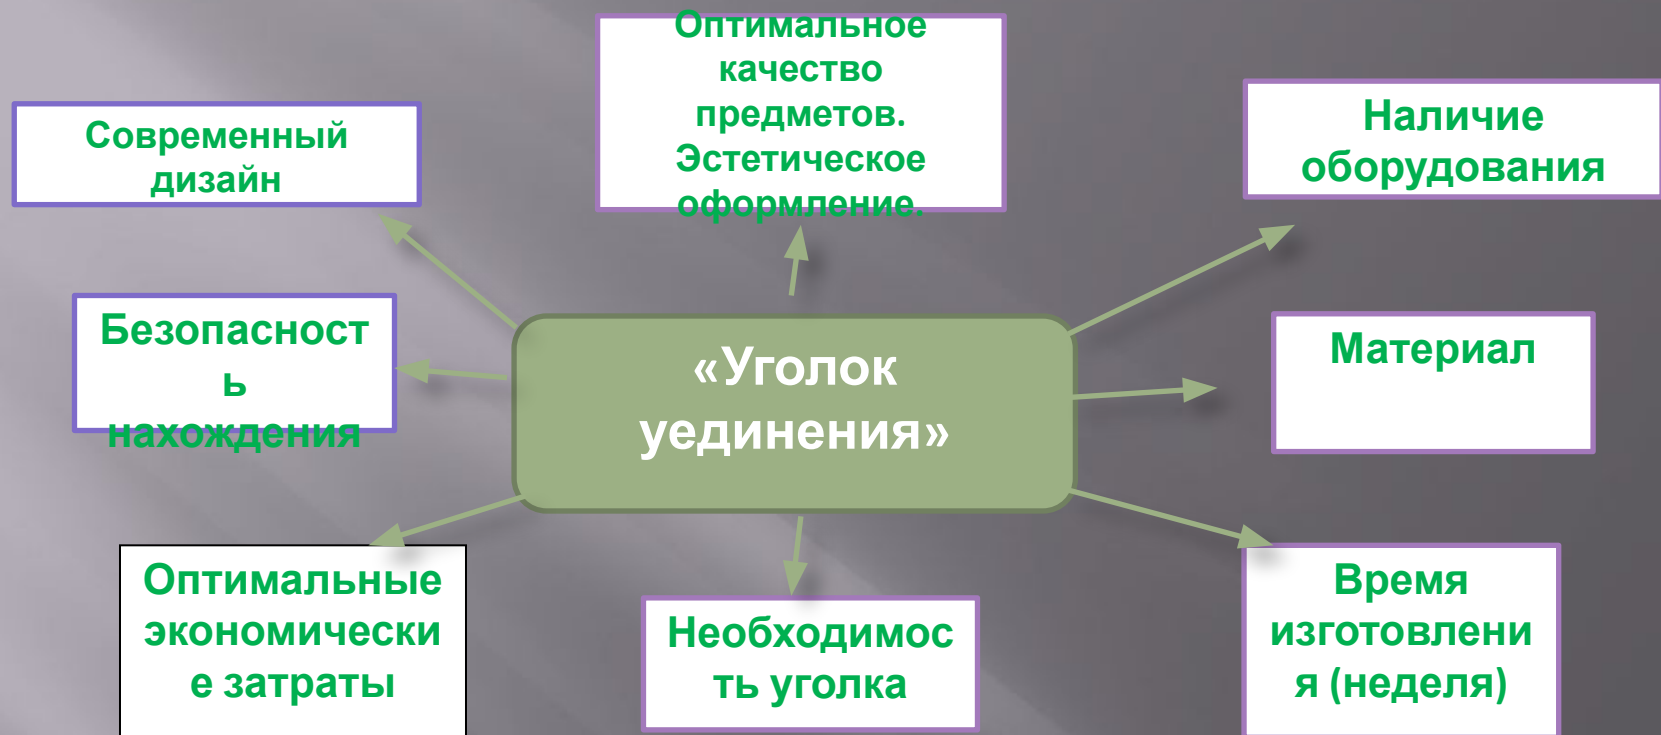 Оптимальное
качество
предметов.
Эстетическое
оформление.
Современный
дизайн
Наличие
оборудования
Безопасност
ь
нахождения
«Уголок
уединения»
Материал
Оптимальные
экономически
е затраты
Необходимос
ть уголка
Время
изготовлени
я (неделя)